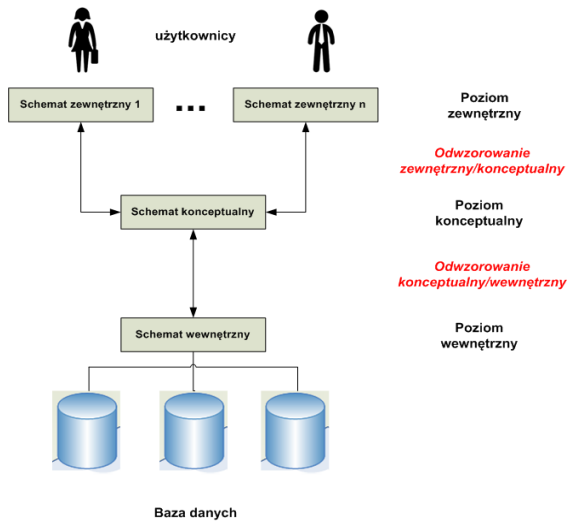 użytkownicy
Schemat zewnętrzny 1
...
Schemat zewnętrzny n
Poziom
zewnętrzny
Odwzorowanie
zewnętrzny/konceptualny
Schemat konceptualny
Poziom
konceptualny
Odwzorowanie
konceptualny/wewnętrzny
Schemat wewnętrzny
Poziom
wewnętrzny
Baza danych